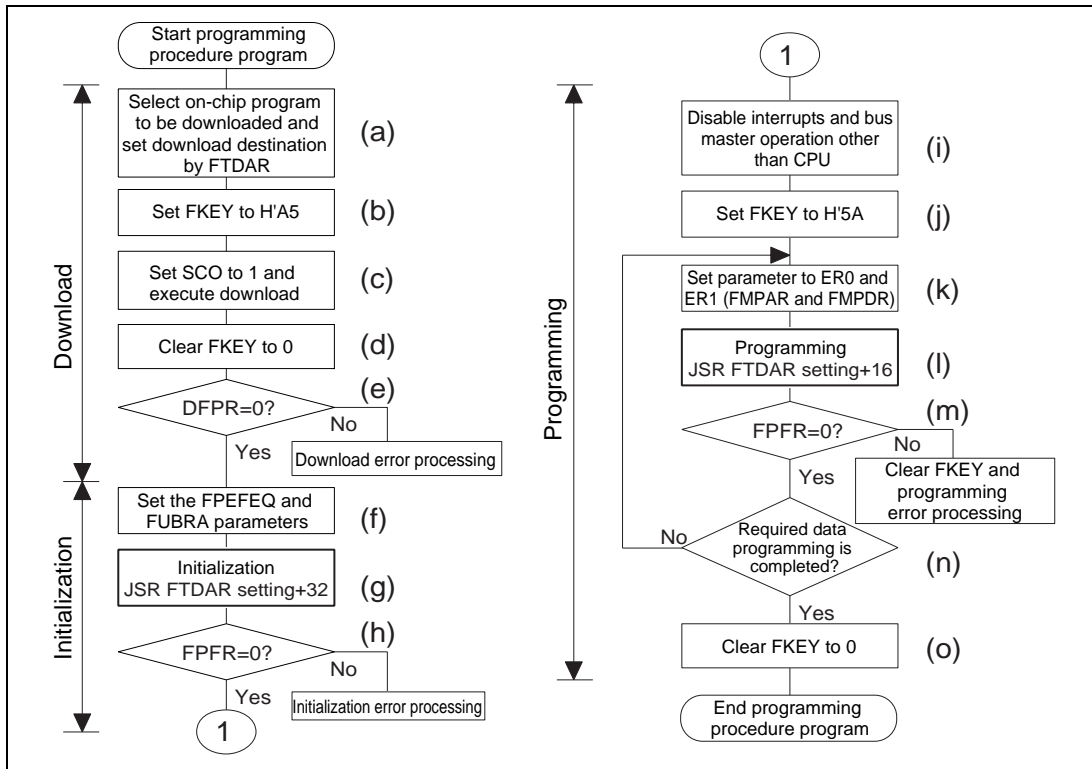 Start programming
procedure program
Download
Select on-chip program
to be downloaded and
set download destination
by FTDAR
(a)
Set FKEY to H'A5
(b)
Set SCO to 1 and
execute download
(c)
Clear FKEY to 0
(d)
DFPR=0?
(e)
No
Yes
Download error processing
Initialization
Set the FPEFEQ and
FUBRA parameters
(f)
Initialization
JSR FTDAR setting+32
(g)
FPFR=0?
(h)
No
Yes
Initialization error processing
1
1
Programming
Disable interrupts and bus
master operation other
than CPU
(i)
Set FKEY to H'5A
(j)
Set parameter to ER0 and
ER1 (FMPAR and FMPDR)
(k)
Programming
JSR FTDAR setting+16
(l)
FPFR=0?
(m)
No
Yes
Clear FKEY and
programming
error processing
Required data
programming is
completed?
(n)
No
Yes
Clear FKEY to 0
(o)
End programming
procedure program